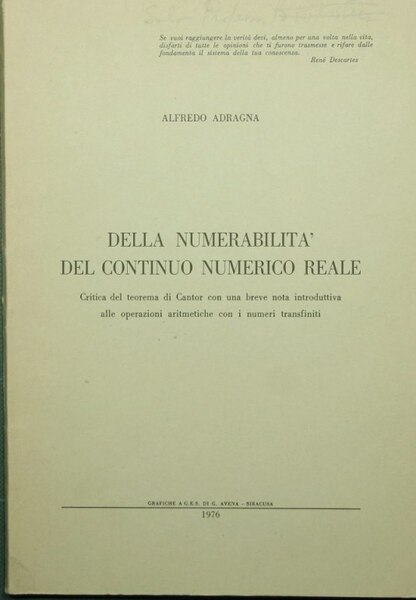 Se vuoi raggiungere la verità devi, almeno per una volta nella vita,
disfarti di tutte le opinioni che ti furono trasmesse e rifare dalle
fondamenta il sistema della tua conoscenza.
René Descartes
ALFREDO ADRAGNA
DELLA NUMERABILITA'
DEL CONTINUO NUMERICO REALE
Critica del teorema di Cantor con una breve nota introduttiva
alle operazioni aritmetiche con i numeri transfiniti
GRAFICHE A.G.E.S. DI G. AVENA - SIRACUSA
1976